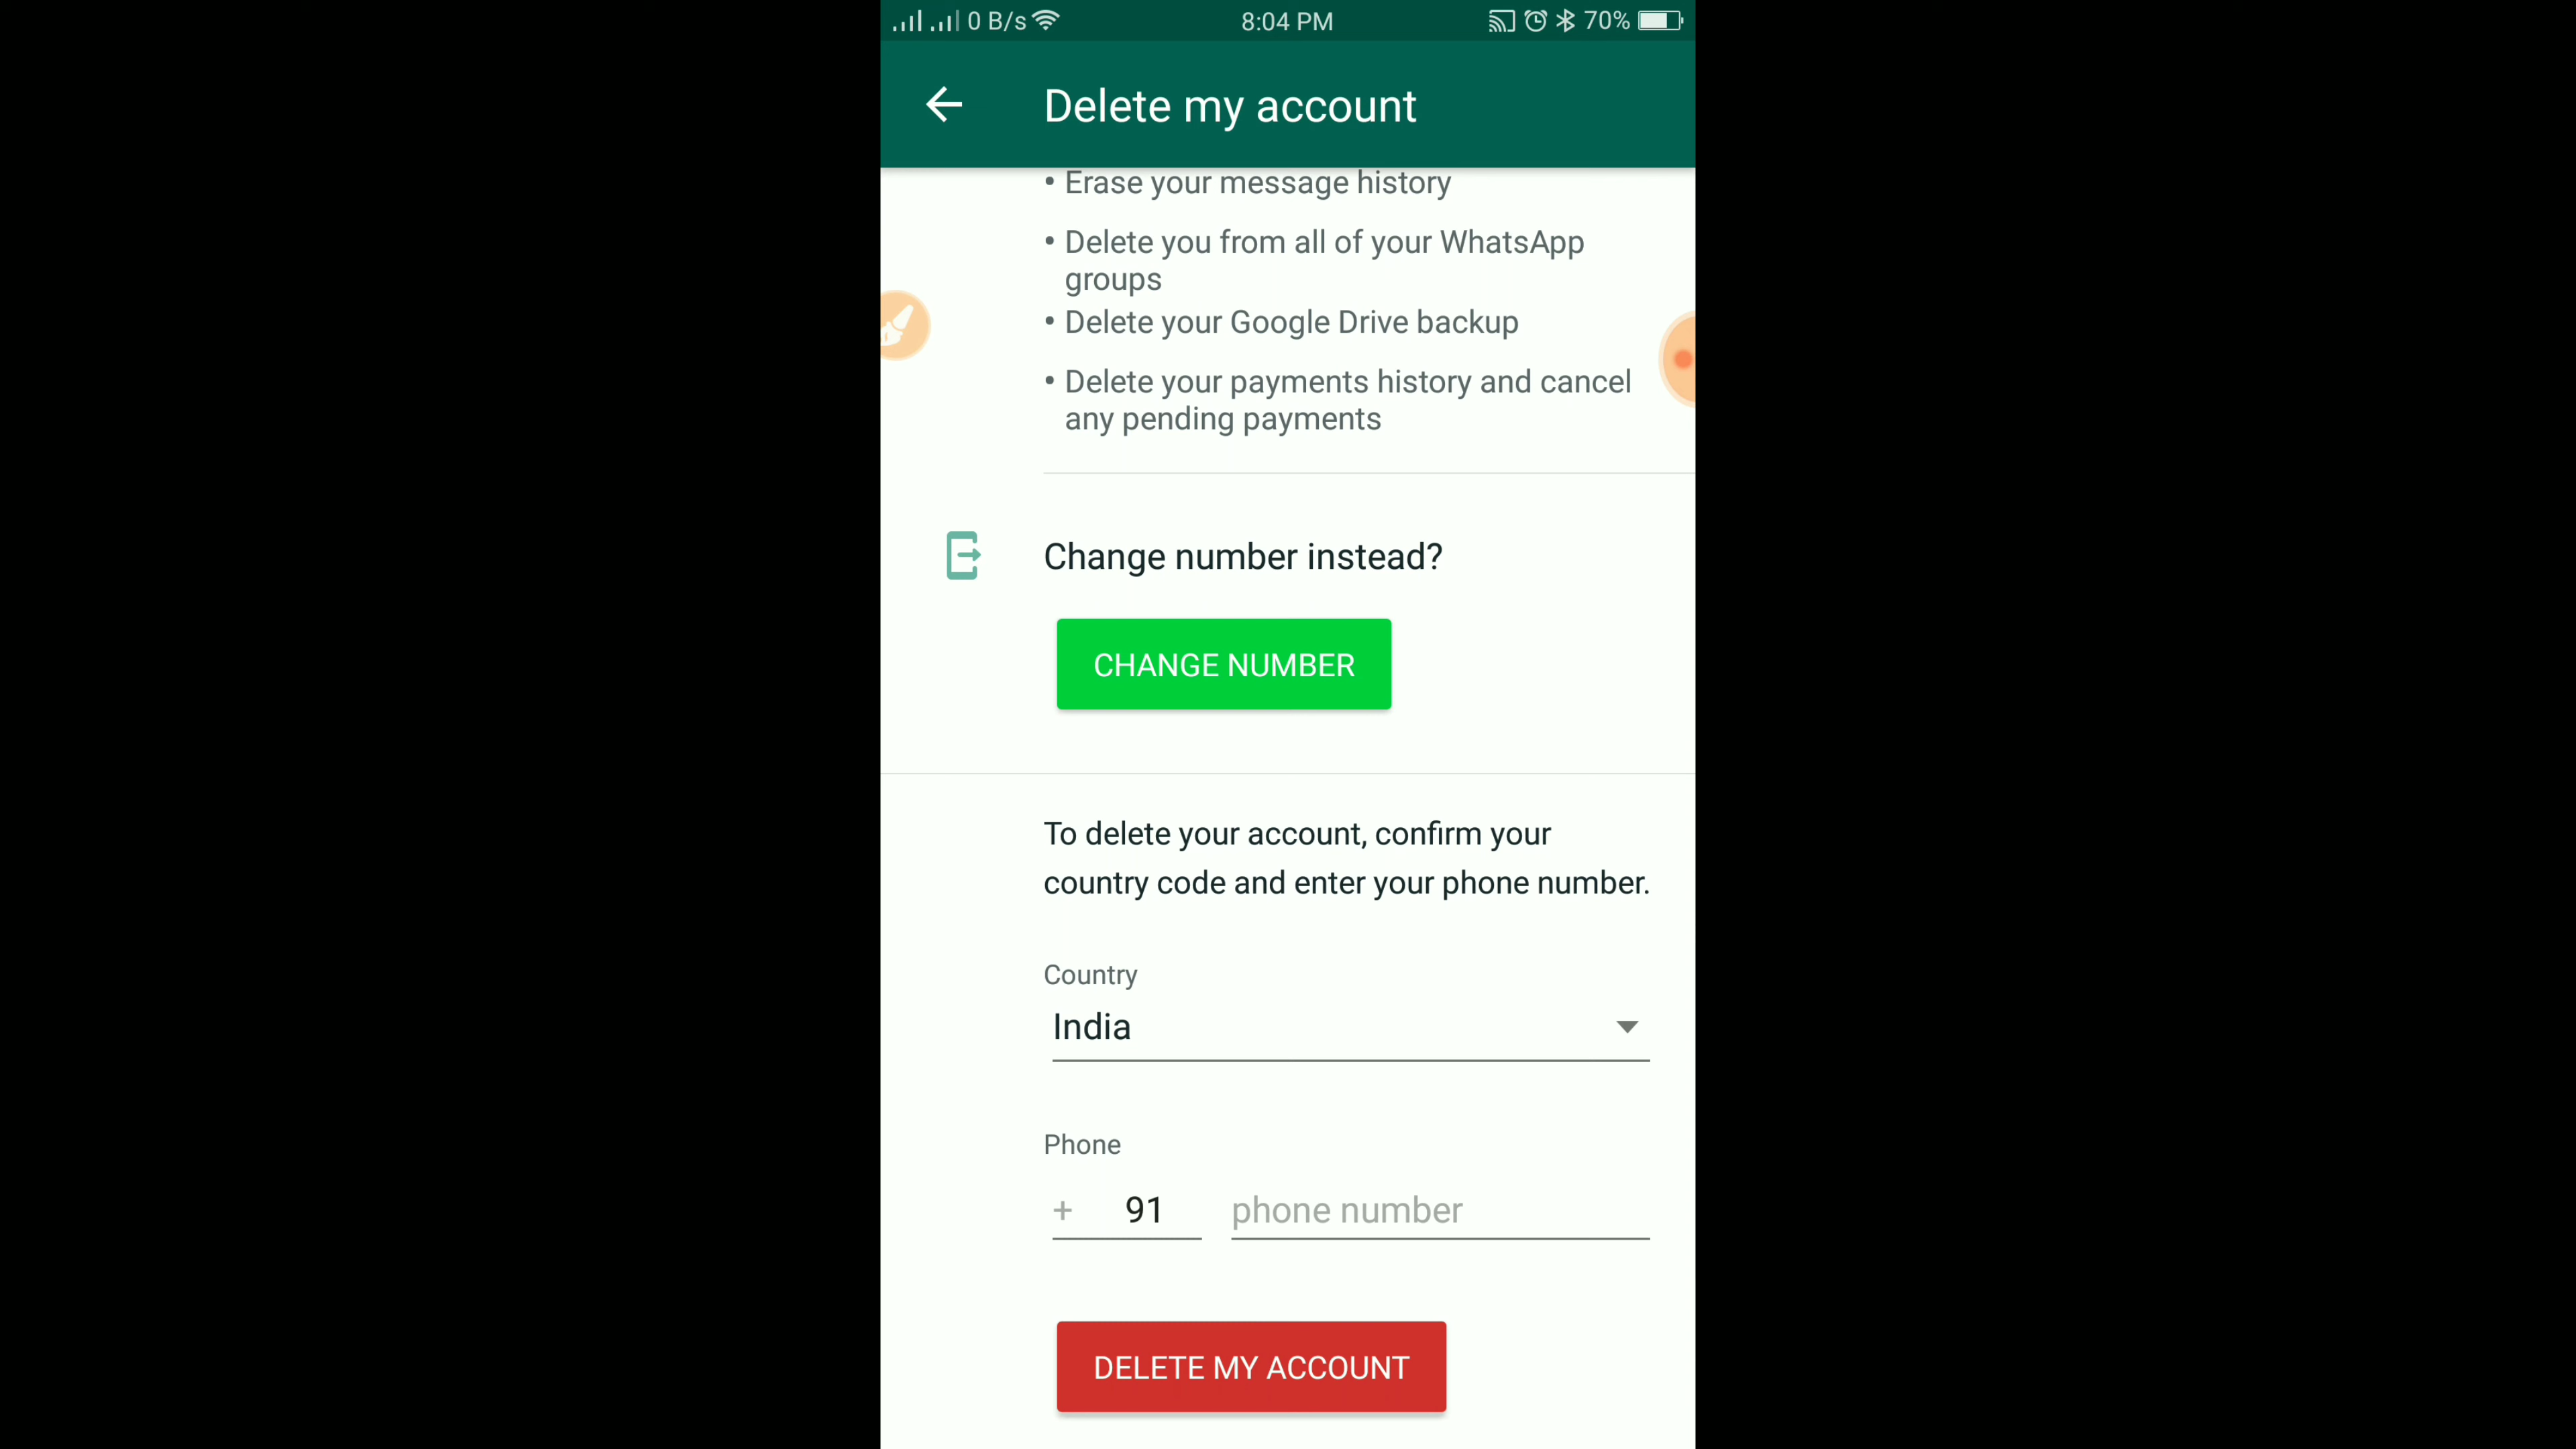 0 B/s 8:04 PM 70%
Delete my account
• Erase your message history
• Delete you from all of your WhatsApp
groups
• Delete your Google Drive backup
• Delete your payments history and cancel
any pending payments
Change number instead?
CHANGE NUMBER
To delete your account, confirm your
country code and enter your phone number.
Country
India
Phone
+ 91 phone number
DELETE MY ACCOUNT